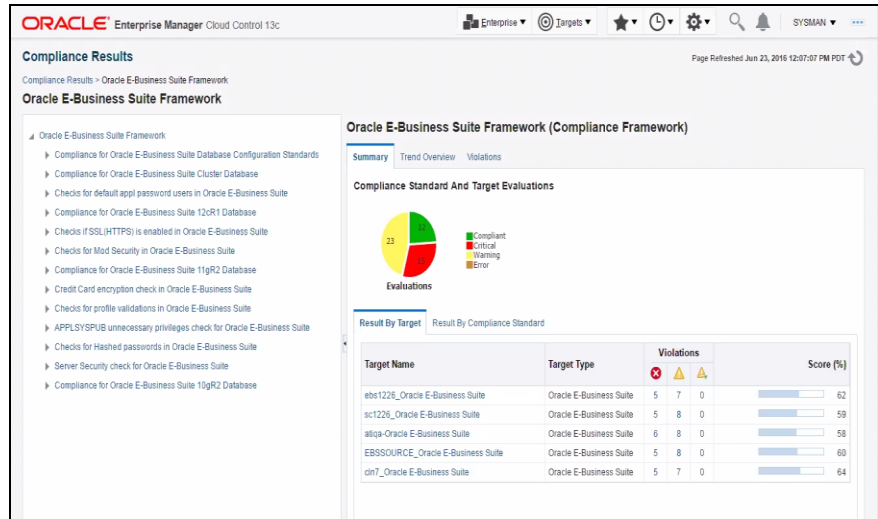 ORACLE Enterprise Manager Cloud Control 13c
Enterprise Targets SYSMAN
Compliance Results
Page Refreshed Jun 23, 2016 12:07:07 PM PDT
Compliance Results > Oracle E-Business Suite Framework
Oracle E-Business Suite Framework
Oracle E-Business Suite Framework
Compliance for Oracle E-Business Suite Database Configuration Standards
Compliance for Oracle E-Business Suite Cluster Database
Checks for default appl password users in Oracle E-Business Suite
Compliance for Oracle E-Business Suite 12cR1 Database
Checks if SSL(HTTPS) is enabled in Oracle E-Business Suite
Checks for Mod Security in Oracle E-Business Suite
Compliance for Oracle E-Business Suite 11gR2 Database
Credit Card encryption check in Oracle E-Business Suite
Checks for profile validations in Oracle E-Business Suite
APPLSYSPUB unnecessary privileges check for Oracle E-Business Suite
Checks for Hashed passwords in Oracle E-Business Suite
Server Security check for Oracle E-Business Suite
Compliance for Oracle E-Business Suite 10gR2 Database
Oracle E-Business Suite Framework (Compliance Framework)
Summary Trend Overview Violations
Compliance Standard And Target Evaluations
23
Compliant
Critical
Warning
Error
Evaluations
Result By Target Result By Compliance Standard
Target Name Target Type Violations Score (%)
ebs1226_Oracle E-Business Suite Oracle E-Business Suite 5 7 0 62
sc1226_Oracle E-Business Suite Oracle E-Business Suite 5 8 0 59
atiqa-Oracle E-Business Suite Oracle E-Business Suite 6 8 0 58
EBSSOURCE_Oracle E-Business Suite Oracle E-Business Suite 5 8 0 60
cln7_Oracle E-Business Suite Oracle E-Business Suite 5 7 0 64